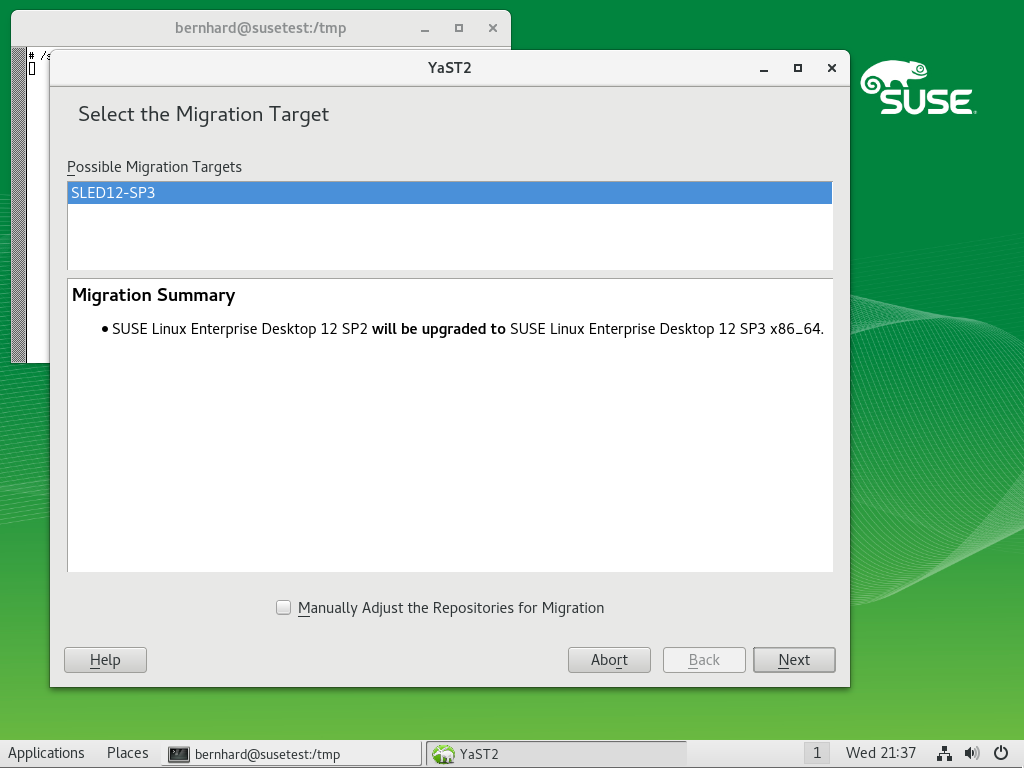 bernhard@susetest:/tmp
# /s
YaST2
SUSE
Select the Migration Target
Possible Migration Targets
SLED12-SP3
Migration Summary
SUSE Linux Enterprise Desktop 12 SP2 will be upgraded to SUSE Linux Enterprise Desktop 12 SP3 x86_64.
Manually Adjust the Repositories for Migration
Help Abort Back Next
Applications Places bernhard@susetest:/tmp YaST2 1 Wed 21:37